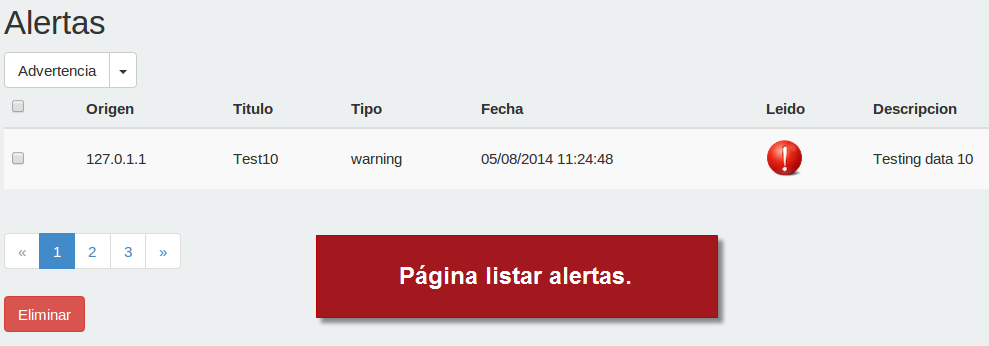 Alertas
Advertencia
Origen Titulo Tipo Fecha Leido Descripcion
127.0.1.1 Test10 warning 05/08/2014 11:24:48 Testing data 10
« 1 2 3 »
Página listar alertas.
Eliminar